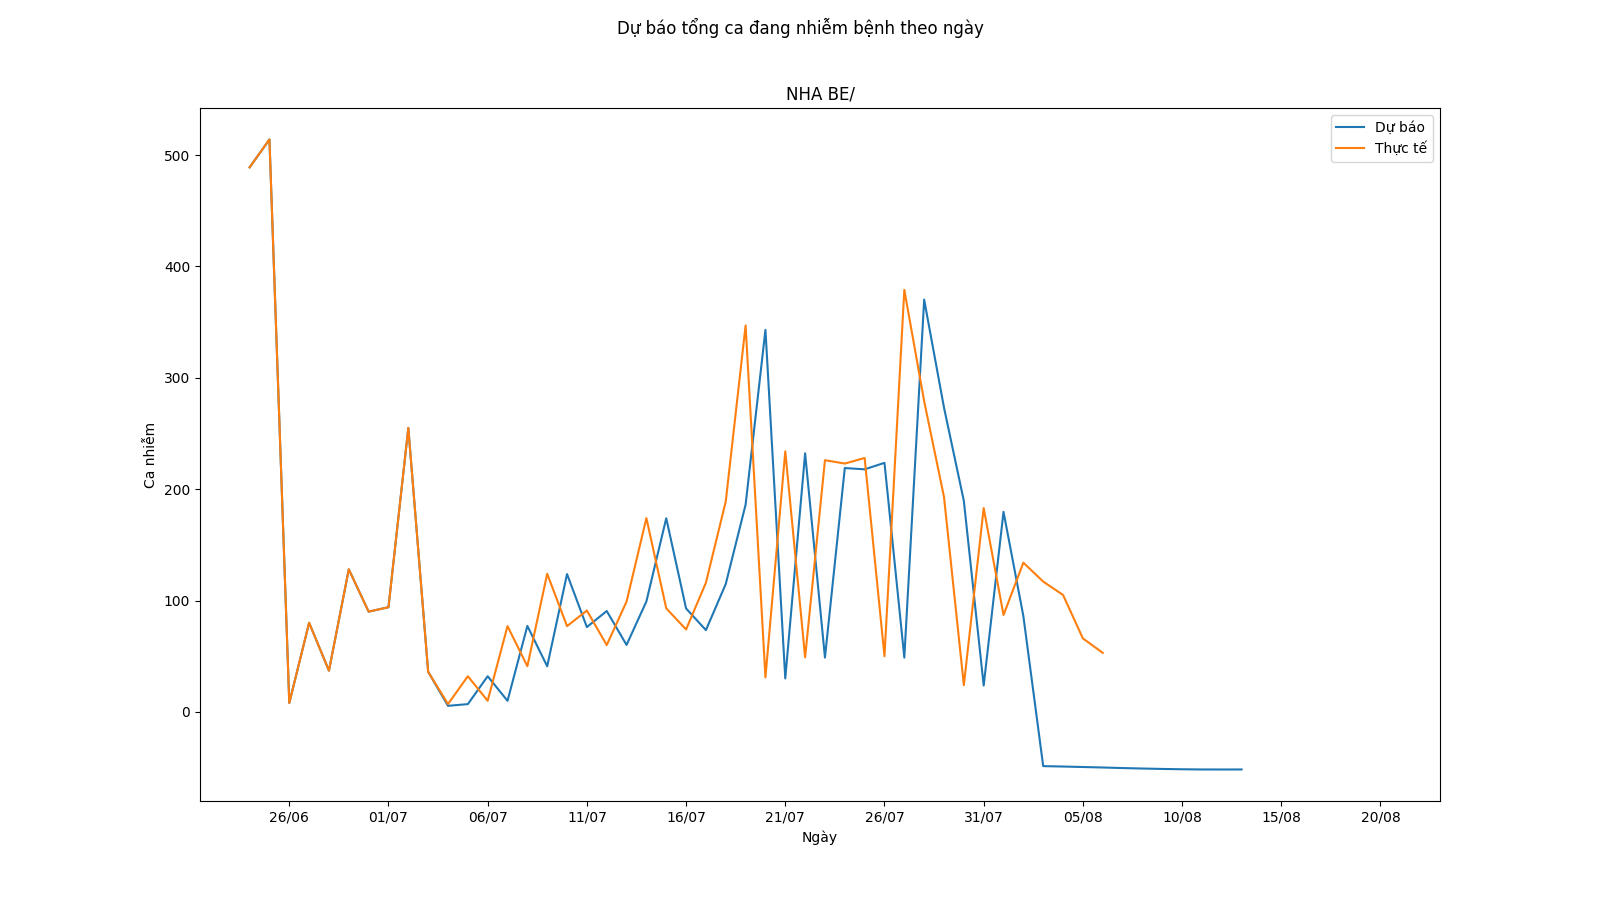 Dự báo tổng ca đang nhiễm bệnh theo ngày
NHA BE/
Dự báo
Thực tế
500
400
300
200
100
0
Ca nhiễm
26/06 01/07 06/07 11/07 16/07 21/07 26/07 31/07 05/08 10/08 15/08 20/08
Ngày